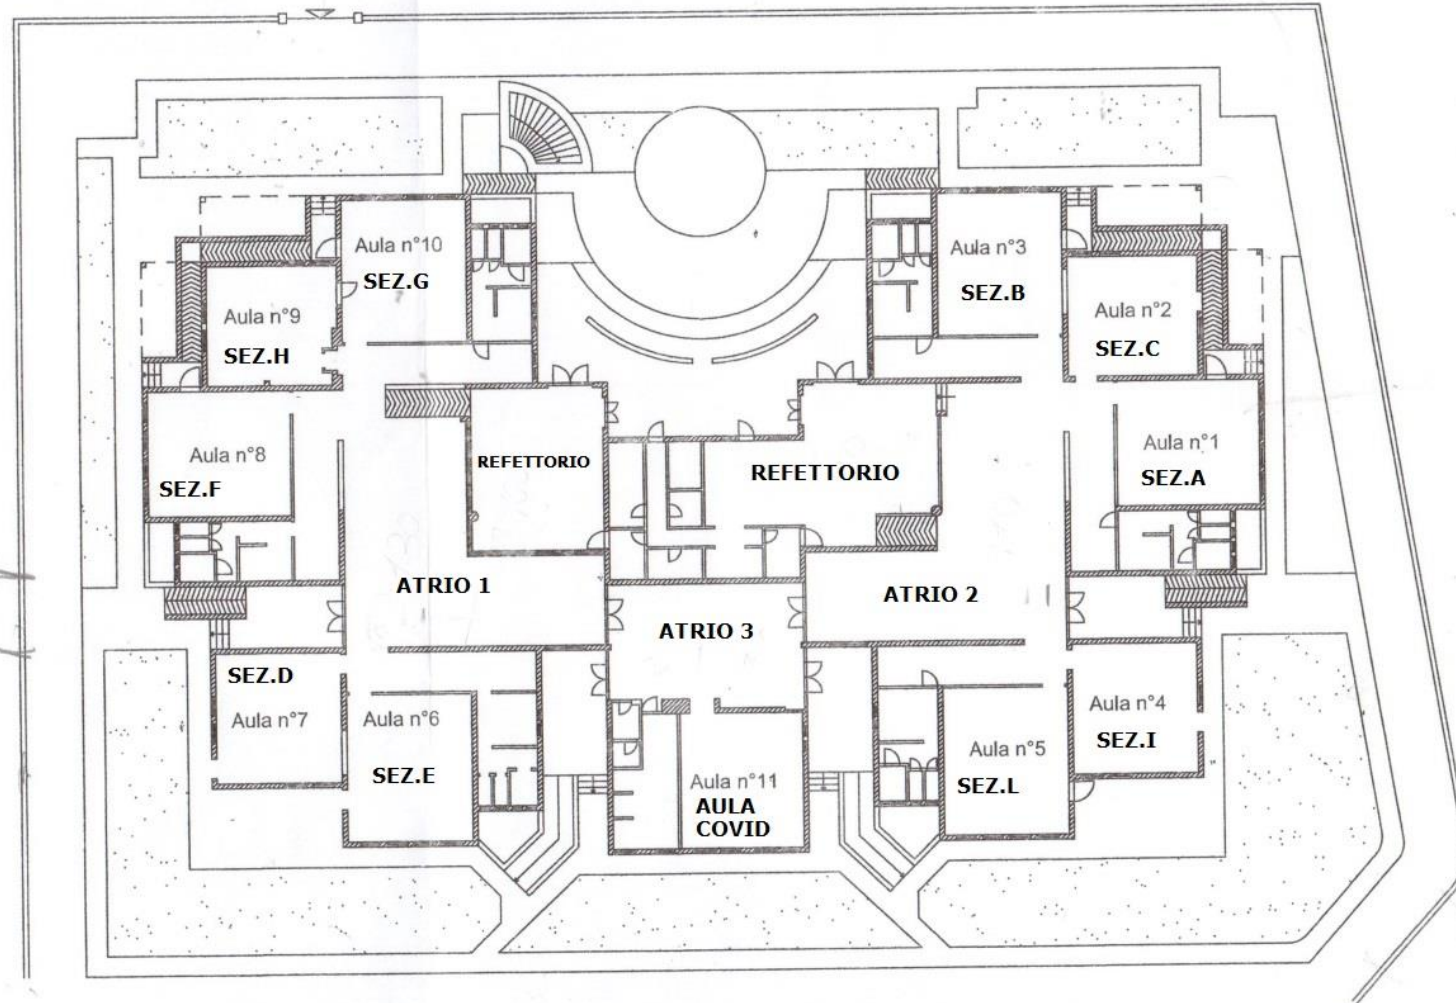 Aula n°10
SEZ.G
Aula n°3
SEZ.B
Aula n°9
SEZ.H
Aula n°2
SEZ.C
Aula n°8
SEZ.F
REFETTORIO
REFETTORIO
Aula n°1
SEZ.A
ATRIO 1
ATRIO 3
ATRIO 2
SEZ.D
Aula n°7
Aula n°6
SEZ.E
Aula n°11
AULA
COVID
Aula n°5
SEZ.L
Aula n°4
SEZ.I